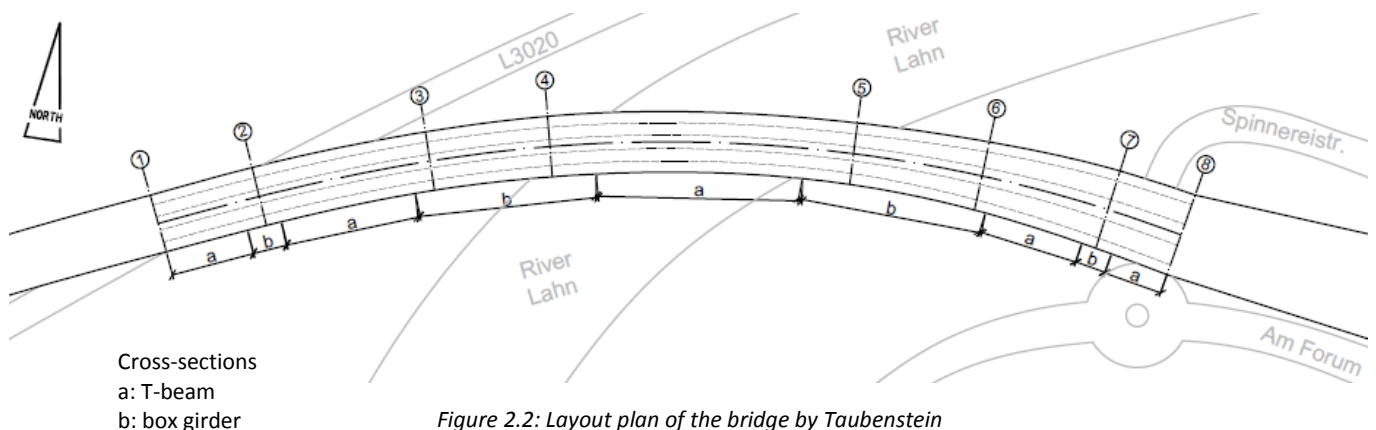 NORTH
L3020
River
Lahn
1
2
3
4
5
6
7
8
Spinnereistr.
a
b
a
b
a
b
a
b
a
River
Lahn
Am Forum
Cross-sections
a: T-beam
b: box girder
Figure 2.2: Layout plan of the bridge by Taubenstein